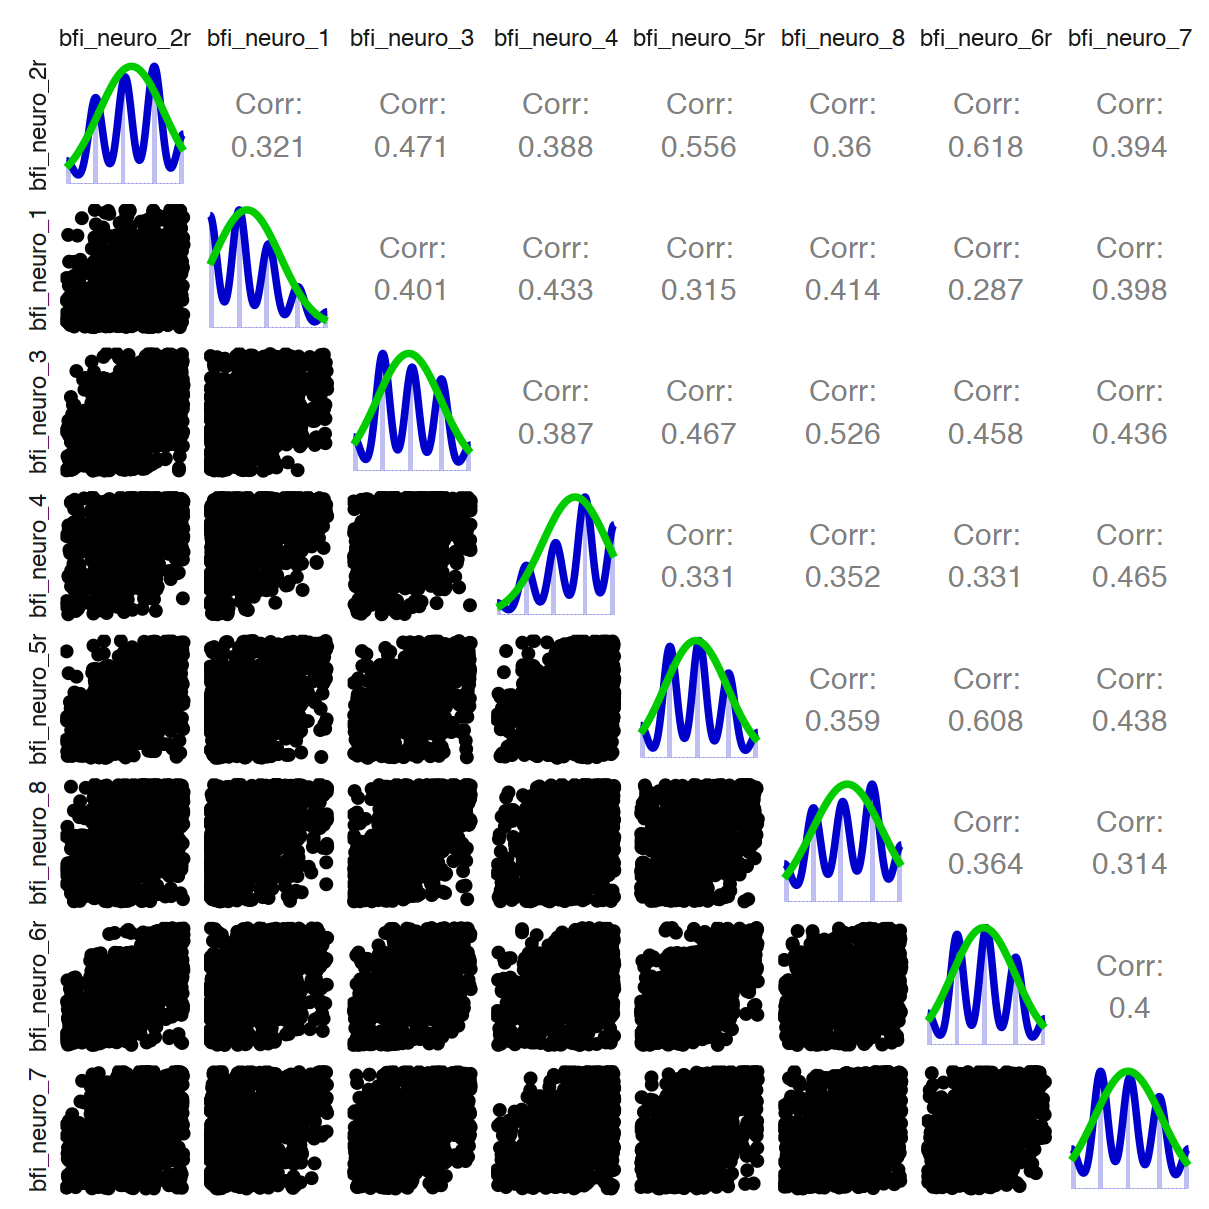 bfi_neuro_2r bfi_neuro_1 bfi_neuro_3 bfi_neuro_4 bfi_neuro_5r bfi_neuro_8 bfi_neuro_6r bfi_neuro_7
bfi_neuro_2r
Corr: Corr: Corr: Corr: Corr: Corr: Corr:
0.321 0.471 0.388 0.556 0.36 0.618 0.394
bfi_neuro_1
Corr: Corr: Corr: Corr: Corr: Corr:
0.401 0.433 0.315 0.414 0.287 0.398
bfi_neuro_3
Corr: Corr: Corr: Corr: Corr:
0.387 0.467 0.526 0.458 0.436
bfi_neuro_4
Corr: Corr: Corr: Corr:
0.331 0.352 0.331 0.465
bfi_neuro_5r
Corr: Corr: Corr:
0.359 0.608 0.438
bfi_neuro_8
Corr: Corr:
0.364 0.314
bfi_neuro_6r
Corr:
0.4
bfi_neuro_7